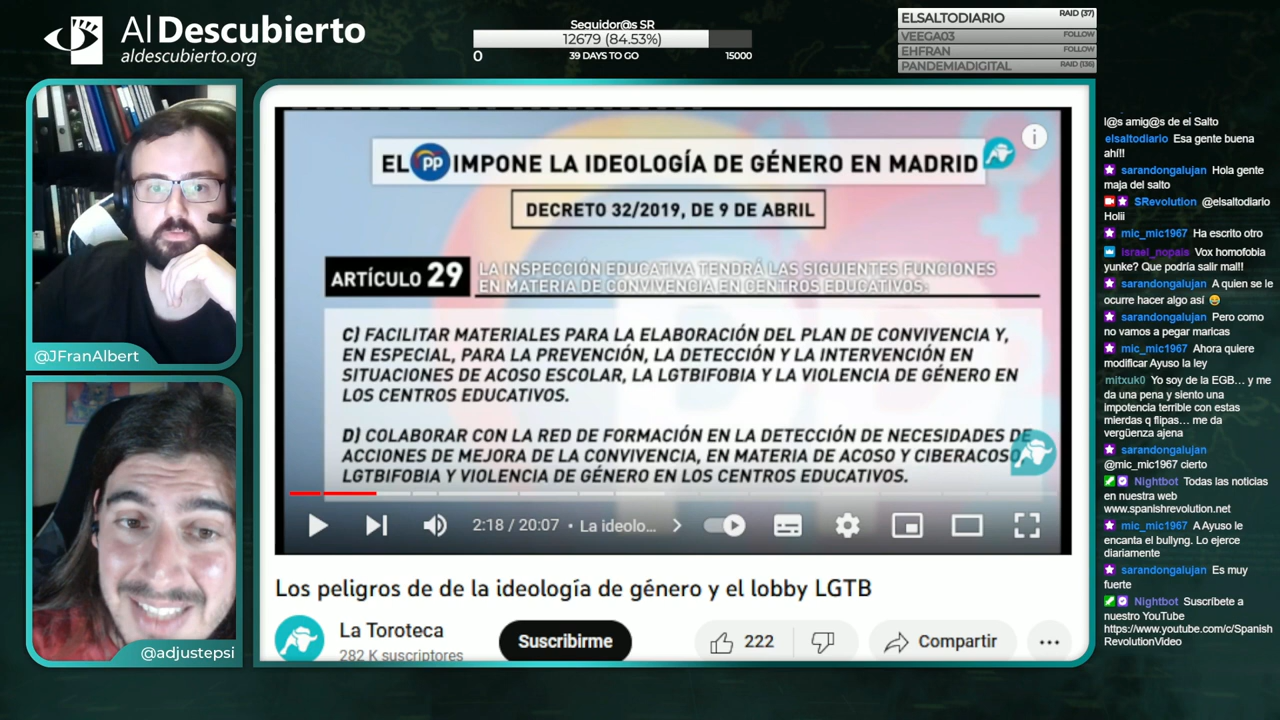 Al Descubierto
aldescubierto.org
Seguidor@s SR
12679 (84.53%)
0
39 DAYS TO GO
15000
ELSALTODIARIO RAID (37)
VEEGA03 FOLLOW
EHFRAN FOLLOW
PANDEMIADIGITAL RAID (136)
@JFranAlbert
@adjustepsi
EL PP IMPONE LA IDEOLOGÍA DE GÉNERO EN MADRID
DECRETO 32/2019, DE 9 DE ABRIL
ARTÍCULO 29
LA INSPECCIÓN EDUCATIVA TENDRÁ LAS SIGUIENTES FUNCIONES
EN MATERIA DE CONVIVENCIA EN CENTROS EDUCATIVOS:
C) FACILITAR MATERIALES PARA LA ELABORACIÓN DEL PLAN DE CONVIVENCIA Y,
EN ESPECIAL, PARA LA PREVENCIÓN, LA DETECCIÓN Y LA INTERVENCIÓN EN
SITUACIONES DE ACOSO ESCOLAR, LA LGTBIFOBIA Y LA VIOLENCIA DE GÉNERO EN
LOS CENTROS EDUCATIVOS.
D) COLABORAR CON LA RED DE FORMACIÓN EN LA DETECCIÓN DE NECESIDADES DE
ACCIONES DE MEJORA DE LA CONVIVENCIA, EN MATERIA DE ACOSO Y CIBERACOSO
LGTBIFOBIA Y VIOLENCIA DE GÉNERO EN LOS CENTROS EDUCATIVOS.
2:18 / 20:07 • La ideolo...
Los peligros de de la ideología de género y el lobby LGTB
La Toroteca
282 K suscriptores
Suscribirme
222
Compartir
l@s amig@s de el Salto
elsaltodiario Esa gente buena
ahí!!
sarandongalujan Hola gente
maja del salto
SRevolution @elsaltodiario
Holii
mic_mic1967 Ha escrito otro
israel_nopais Vox homofobia
yunke? Que podría salir mal!!
sarandongalujan A quien se le
ocurre hacer algo así 😄
sarandongalujan Pero como
no vamos a pegar maricas
mic_mic1967 Ahora quiere
modificar Ayuso la ley
mitxuk0 Yo soy de la EGB... y me
da una pena y siento una
impotencia terrible con estas
mierdas q flipas... me da
vergüenza ajena
sarandongalujan
@mic_mic1967 cierto
Nightbot Todas las noticias
en nuestra web
www.spanishrevolution.net
mic_mic1967 A Ayuso le
encanta el bullyng. Lo ejerce
diariamente
sarandongalujan Es muy
fuerte
Nightbot Suscríbete a
nuestro YouTube
https://www.youtube.com/c/Spanish
RevolutionVideo